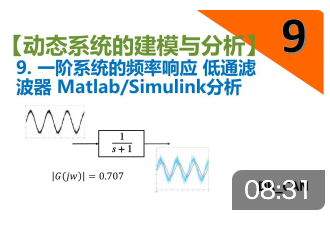 【动态系统的建模与分析】
9
9. 一阶系统的频率响应 低通滤
波器 Matlab/Simulink分析
1
s + 1
|G(jw)| = 0.707
08:31